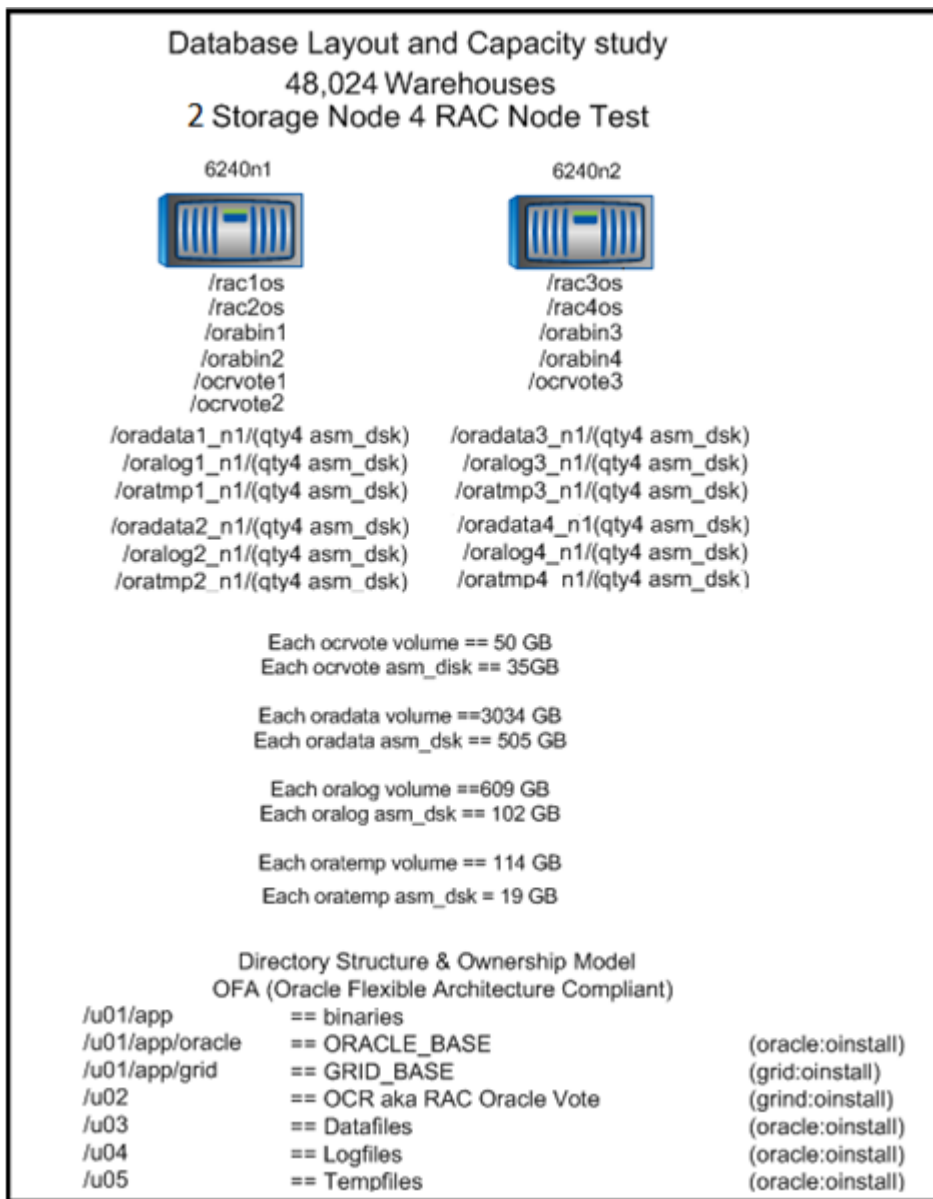 Database Layout and Capacity study
48,024 Warehouses
2 Storage Node 4 RAC Node Test
6240n1
/rac1os
/rac2os
/orabin1
/orabin2
/ocrvote1
/ocrvote2
/oradata1_n1/(qty4 asm_dsk)
/oralog1_n1/(qty4 asm_dsk)
/oratmp1_n1/(qty4 asm_dsk)
/oradata2_n1/(qty4 asm_dsk)
/oralog2_n1/(qty4 asm_dsk)
/oratmp2_n1/(qty4 asm_dsk)
6240n2
/rac3os
/rac4os
/orabin3
/orabin4
/ocrvote3
/oradata3_n1/(qty4 asm_dsk)
/oralog3_n1/(qty4 asm_dsk)
/oratmp3_n1/(qty4 asm_dsk)
/oradata4_n1(qty4 asm_dsk)
/oralog4_n1/(qty4 asm_dsk)
/oratmp4_n1/(qty4 asm_dsk)
Each ocrvote volume == 50 GB
Each ocrvote asm_disk == 35GB
Each oradata volume ==3034 GB
Each oradata asm_dsk == 505 GB
Each oralog volume ==609 GB
Each oralog asm_dsk == 102 GB
Each oratemp volume == 114 GB
Each oratemp asm_dsk = 19 GB
Directory Structure & Ownership Model
OFA (Oracle Flexible Architecture Compliant)
/u01/app == binaries
/u01/app/oracle == ORACLE_BASE (oracle:oinstall)
/u01/app/grid == GRID_BASE (grid:oinstall)
/u02 == OCR aka RAC Oracle Vote (grind:oinstall)
/u03 == Datafiles (oracle:oinstall)
/u04 == Logfiles (oracle:oinstall)
/u05 == Tempfiles (oracle:oinstall)